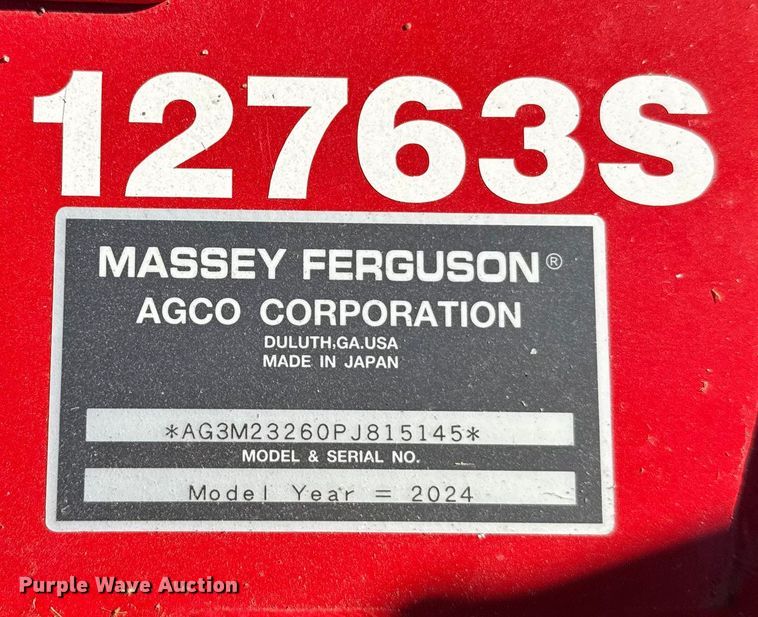 12763S
MASSEY FERGUSON®
AGCO CORPORATION
DULUTH,GA.USA
MADE IN JAPAN
*AG3M23260PJ815145*
MODEL & SERIAL NO.
Model Year = 2024
Purple Wave Auction